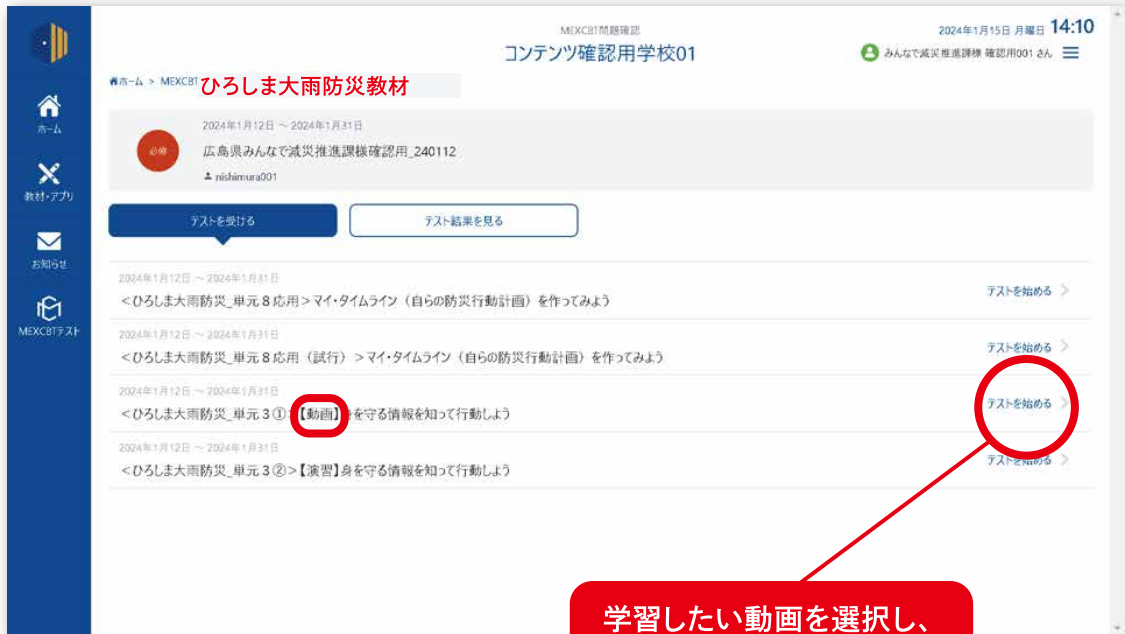 MEXCBT問題確認
コンテンツ確認用学校01
2024年1月15日 月曜日 14:10
みんなで減災推進課様 確認用001 さん
ホーム > MEXCBT
ひろしま大雨防災教材
ホーム
教材・アプリ
お知らせ
MEXCBTテスト
必修
2024年1月12日 ～ 2024年1月31日
広島県みんなで減災推進課様確認用_240112
nishimura001
テストを受ける
テスト結果を見る
2024年1月12日 ～ 2024年1月31日
＜ひろしま大雨防災_単元８応用＞マイ・タイムライン（自らの防災行動計画）を作ってみよう
テストを始める
2024年1月12日 ～ 2024年1月31日
＜ひろしま大雨防災_単元８応用（試行）＞マイ・タイムライン（自らの防災行動計画）を作ってみよう
テストを始める
2024年1月12日 ～ 2024年1月31日
＜ひろしま大雨防災_単元３①＞【動画】身を守る情報を知って行動しよう
テストを始める
2024年1月12日 ～ 2024年1月31日
＜ひろしま大雨防災_単元３②＞【演習】身を守る情報を知って行動しよう
テストを始める
学習したい動画を選択し、